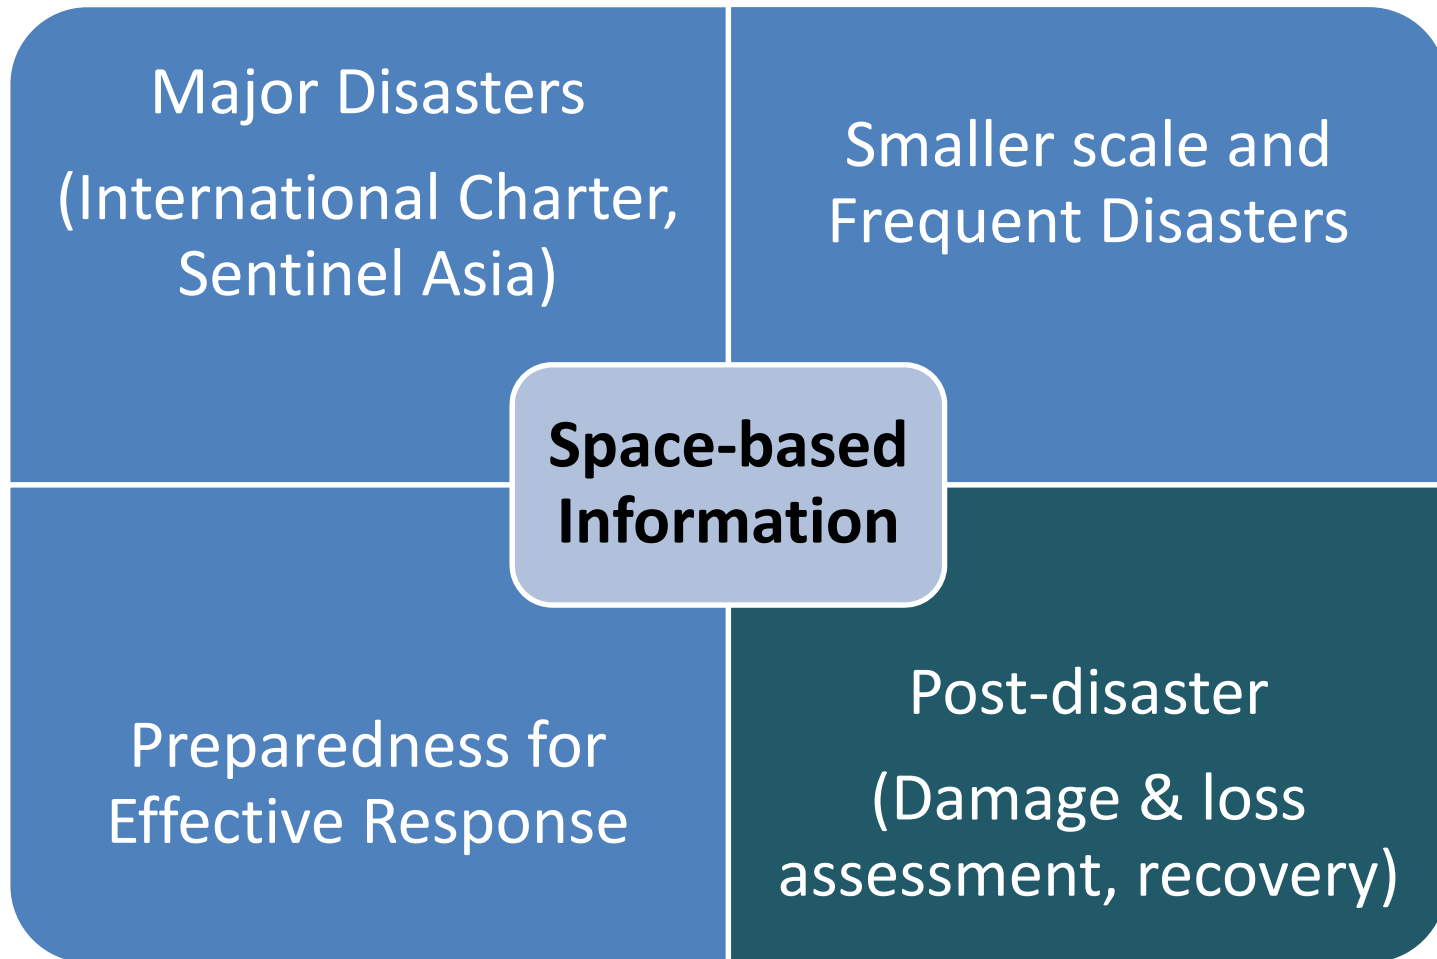 Major Disasters
(International Charter,
Sentinel Asia)
Smaller scale and
Frequent Disasters
Space-based
Information
Preparedness for
Effective Response
Post-disaster
(Damage & loss
assessment, recovery)